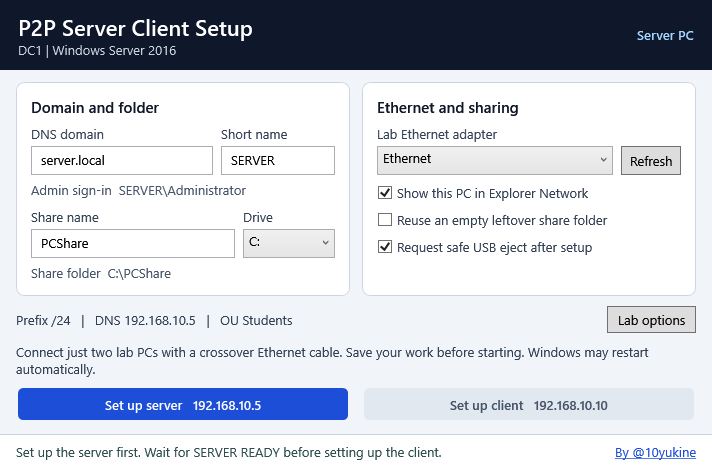 P2P Server Client Setup
DC1 | Windows Server 2016
Server PC
Domain and folder
DNS domain
Short name
server.local
SERVER
Admin sign-in SERVER\Administrator
Share name
Drive
PCShare
C:
Share folder C:\PCShare
Ethernet and sharing
Lab Ethernet adapter
Ethernet
Refresh
Show this PC in Explorer Network
Reuse an empty leftover share folder
Request safe USB eject after setup
Prefix /24 | DNS 192.168.10.5 | OU Students
Lab options
Connect just two lab PCs with a crossover Ethernet cable. Save your work before starting. Windows may restart
automatically.
Set up server 192.168.10.5
Set up client 192.168.10.10
Set up the server first. Wait for SERVER READY before setting up the client.
By @10yukine